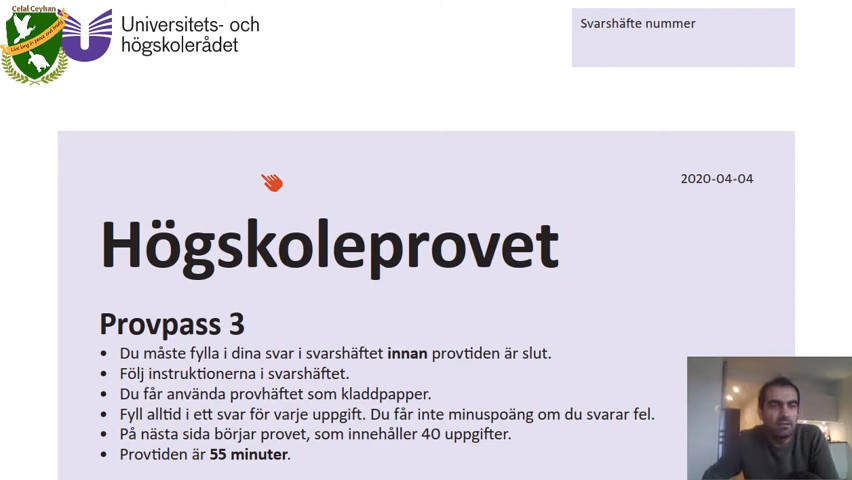 Celal Ceyhan
Universitets- och
högskolerådet
Svarshäfte nummer
2020-04-04
Högskoleprovet
Provpass 3
• Du måste fylla i dina svar i svarshäftet innan provtiden är slut.
• Följ instruktionerna i svarshäftet.
• Du får använda provhäftet som kladdpapper.
• Fyll alltid i ett svar för varje uppgift. Du får inte minuspoäng om du svarar fel.
• På nästa sida börjar provet, som innehåller 40 uppgifter.
• Provtiden är 55 minuter.